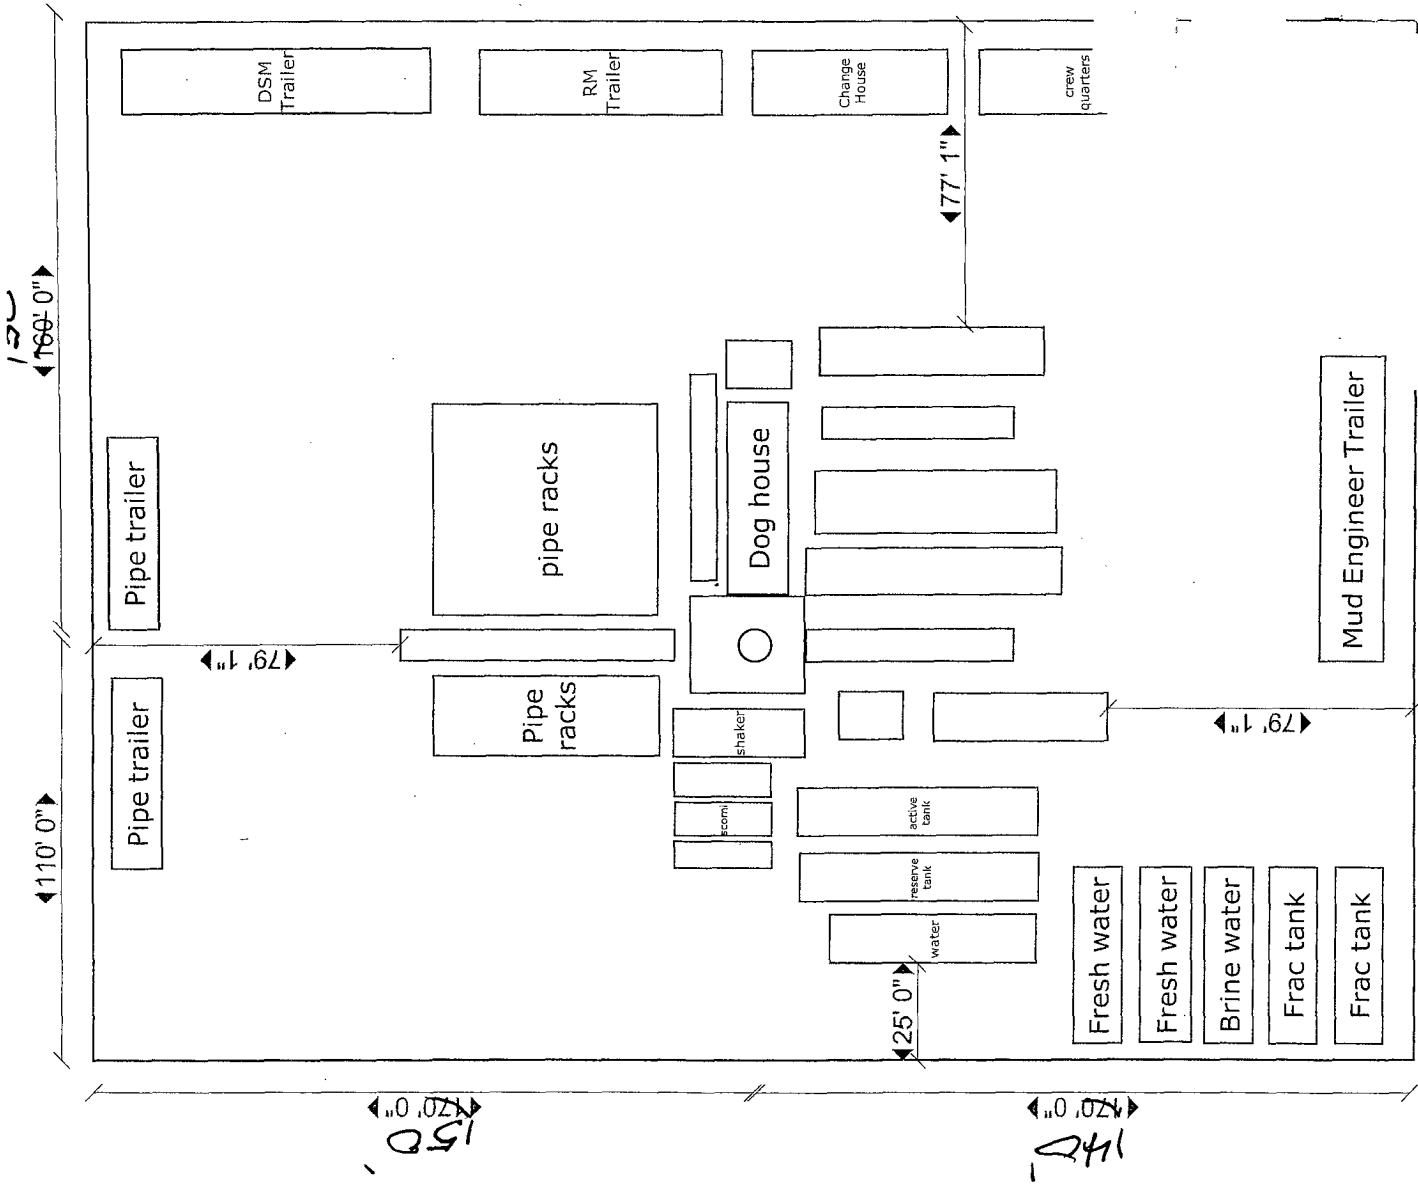 DSM
Trailer
RM
Trailer
Change
House
crew
quarters
77' 1"
160' 0"
Pipe trailer
pipe racks
Dog house
Mud Engineer Trailer
79' 1"
Pipe trailer
Pipe
racks
shaker
79' 1"
110' 0"
scomi
active
tank
reserve
tank
water
25' 0"
Fresh water
Fresh water
Brine water
Frac tank
Frac tank
170' 0"
150'
170' 0"
140'